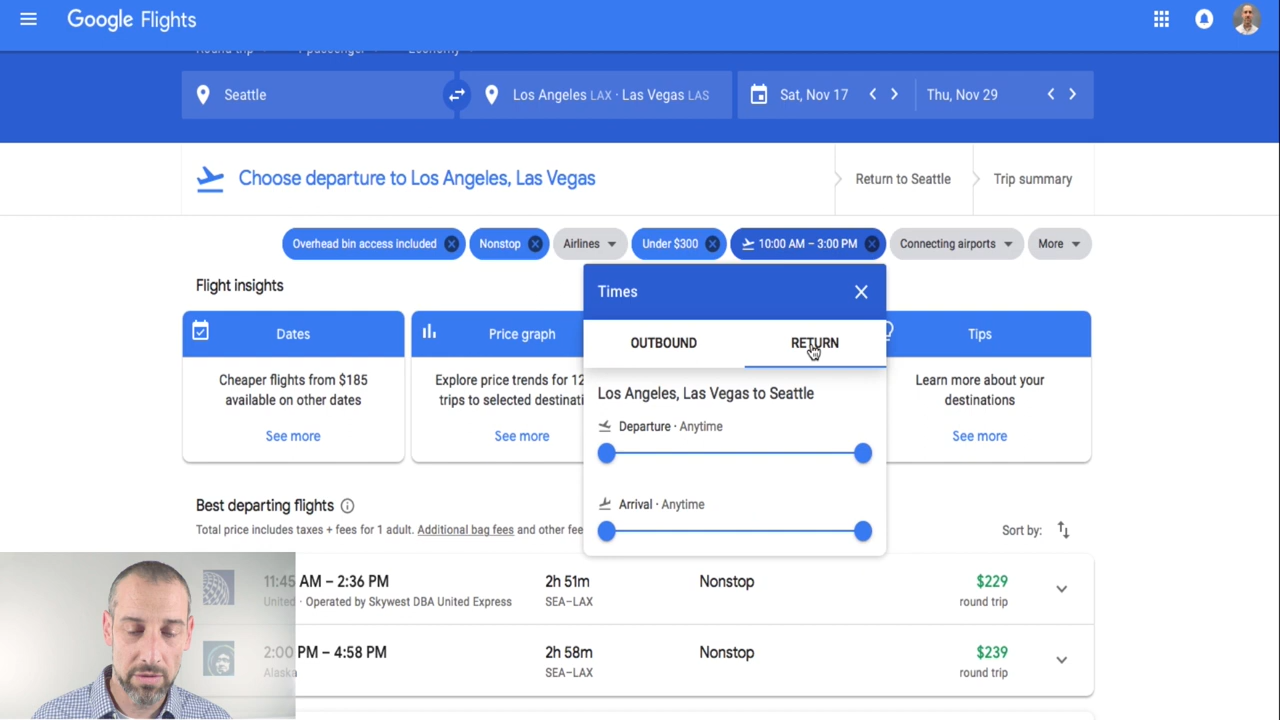 Google Flights
Round trip 1 passenger Economy
Seattle
Los Angeles LAX · Las Vegas LAS
Sat, Nov 17
Thu, Nov 29
Choose departure to Los Angeles, Las Vegas
Return to Seattle
Trip summary
Overhead bin access included
Nonstop
Airlines
Under $300
10:00 AM – 3:00 PM
Connecting airports
More
Flight insights
Times
OUTBOUND
RETURN
Los Angeles, Las Vegas to Seattle
Departure · Anytime
Arrival · Anytime
Dates
Cheaper flights from $185
available on other dates
See more
Price graph
Explore price trends for 12
trips to selected
See more
Tips
Learn more about your
destinations
See more
Best departing flights
Total price includes taxes + fees for 1 adult. Additional bag fees and other
Sort by:
11:45 AM – 2:36 PM
United · Operated by Skywest DBA United Express
2h 51m
SEA–LAX
Nonstop
$229
round trip
2:00 PM – 4:58 PM
Alaska
2h 58m
SEA–LAX
Nonstop
$239
round trip